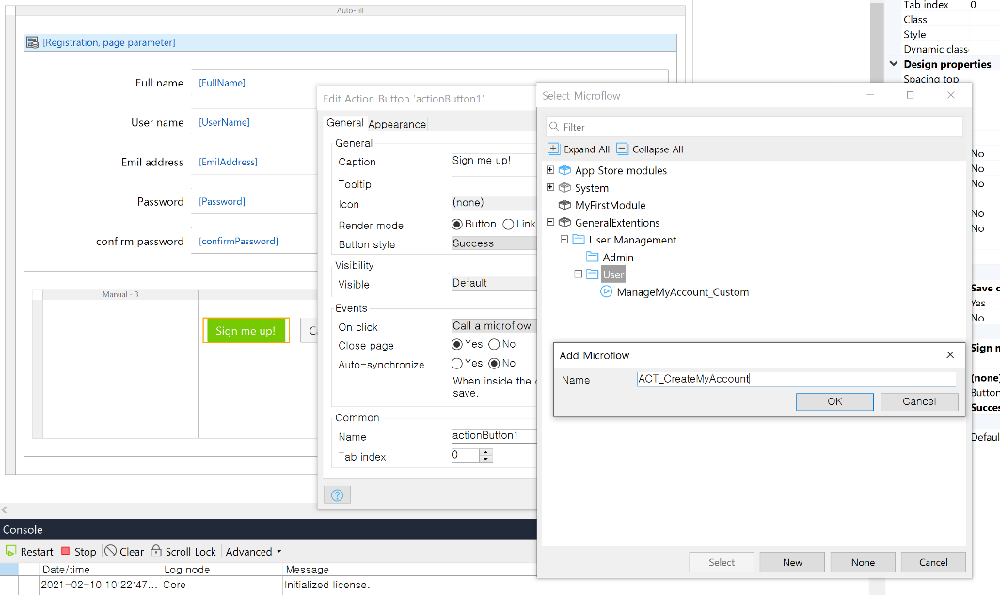 Auto-fill
[Registration, page parameter]
Full name [FullName]
User name [UserName]
Emil address [EmilAddress]
Password [Password]
confirm password [confirmPassword]
Manual - 3
Sign me up!
Edit Action Button 'actionButton1'
General Appearance
General
Caption Sign me up!
Tooltip
Icon (none)
Render mode Button Link
Button style Success
Visibility
Visible Default
Events
On click Call a microflow
Close page Yes No
Auto-synchronize Yes No
When inside the
save.
Common
Name actionButton1
Tab index 0
Select Microflow
Filter
Expand All Collapse All
App Store modules
System
MyFirstModule
GeneralExtentions
User Management
Admin
User
ManageMyAccount_Custom
Add Microflow
Name ACT_CreateMyAccount
OK Cancel
Select New None Cancel
Tab index 0
Class
Style
Dynamic class
Design properties
Spacing top
No
No
No
No
No
Save
Yes
No
Sign
(none)
Button
Succes
Defaul
Console
Restart Stop Clear Scroll Lock Advanced
Date/time Log node Message
2021-02-10 10:22:47... Core Initialized license.